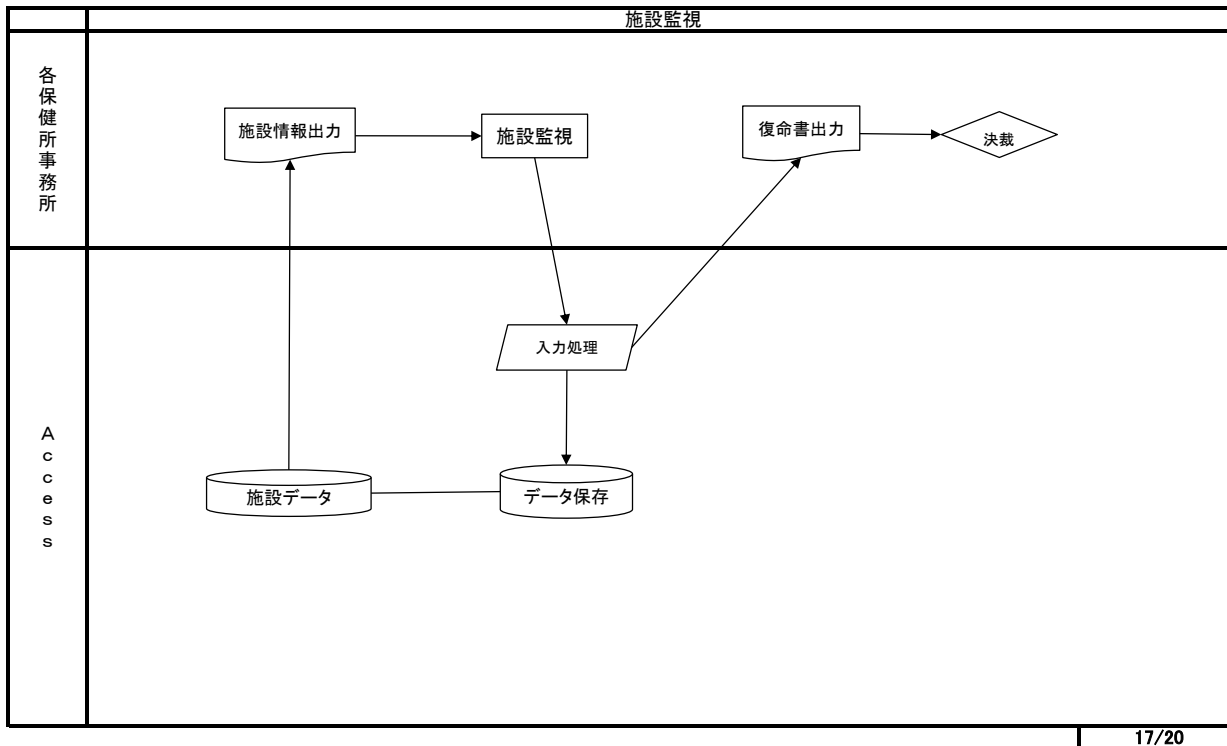 施設監視
各保健所事務所
施設情報出力
施設監視
復命書出力
決裁
Access
入力処理
施設データ
データ保存
17/20